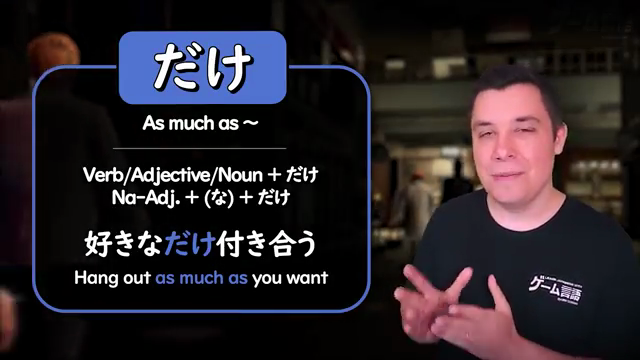 だけ
As much as ～
Verb/Adjective/Noun + だけ
Na-Adj. + (な) + だけ
好きなだけ付き合う
Hang out as much as you want
ゲーム言語